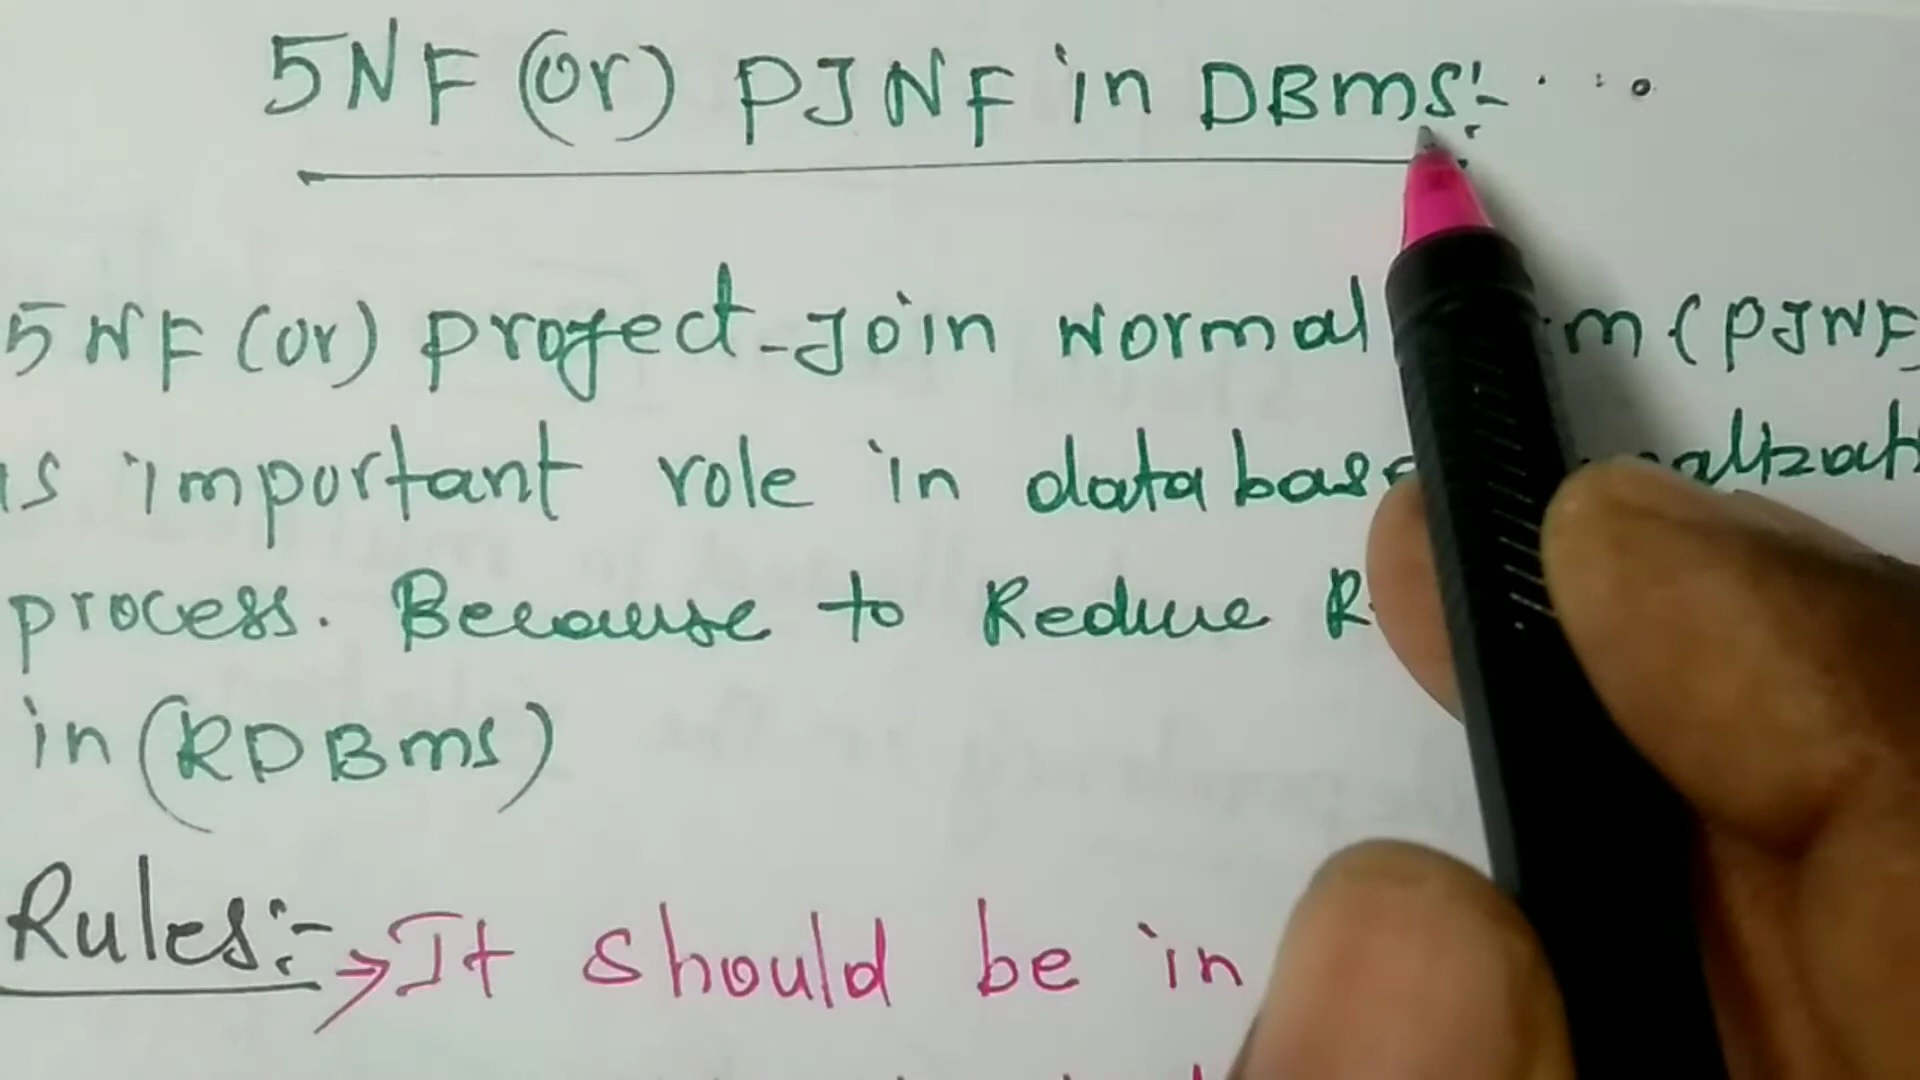 5NF (or) PJNF in DBMS:-
5NF (or) project-Join Normal (PJNF)
is important role in
process. Because to Reduce
in (RDBMS)
Rules:- → It should be in